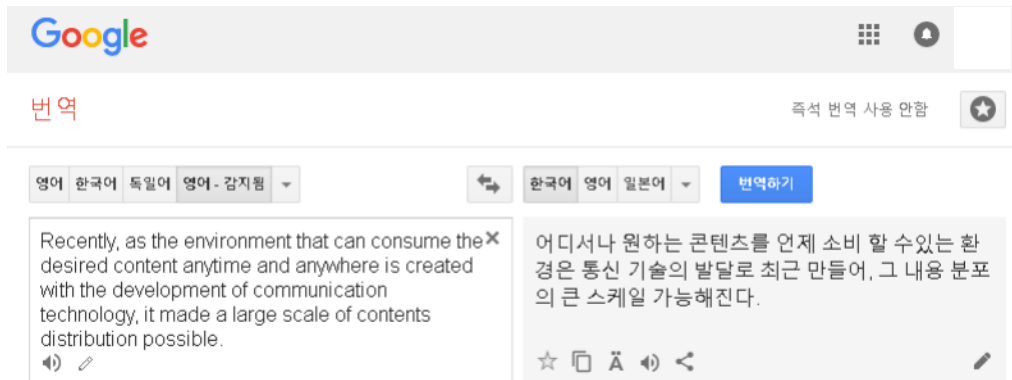 Google
번역
즉석 번역 사용 안함
영어 한국어 독일어 영어 - 감지됨
한국어 영어 일본어
번역하기
Recently, as the environment that can consume the
desired content anytime and anywhere is created
with the development of communication
technology, it made a large scale of contents
distribution possible.
어디서나 원하는 콘텐츠를 언제 소비 할 수있는 환
경은 통신 기술의 발달로 최근 만들어, 그 내용 분포
의 큰 스케일 가능해진다.
Ä